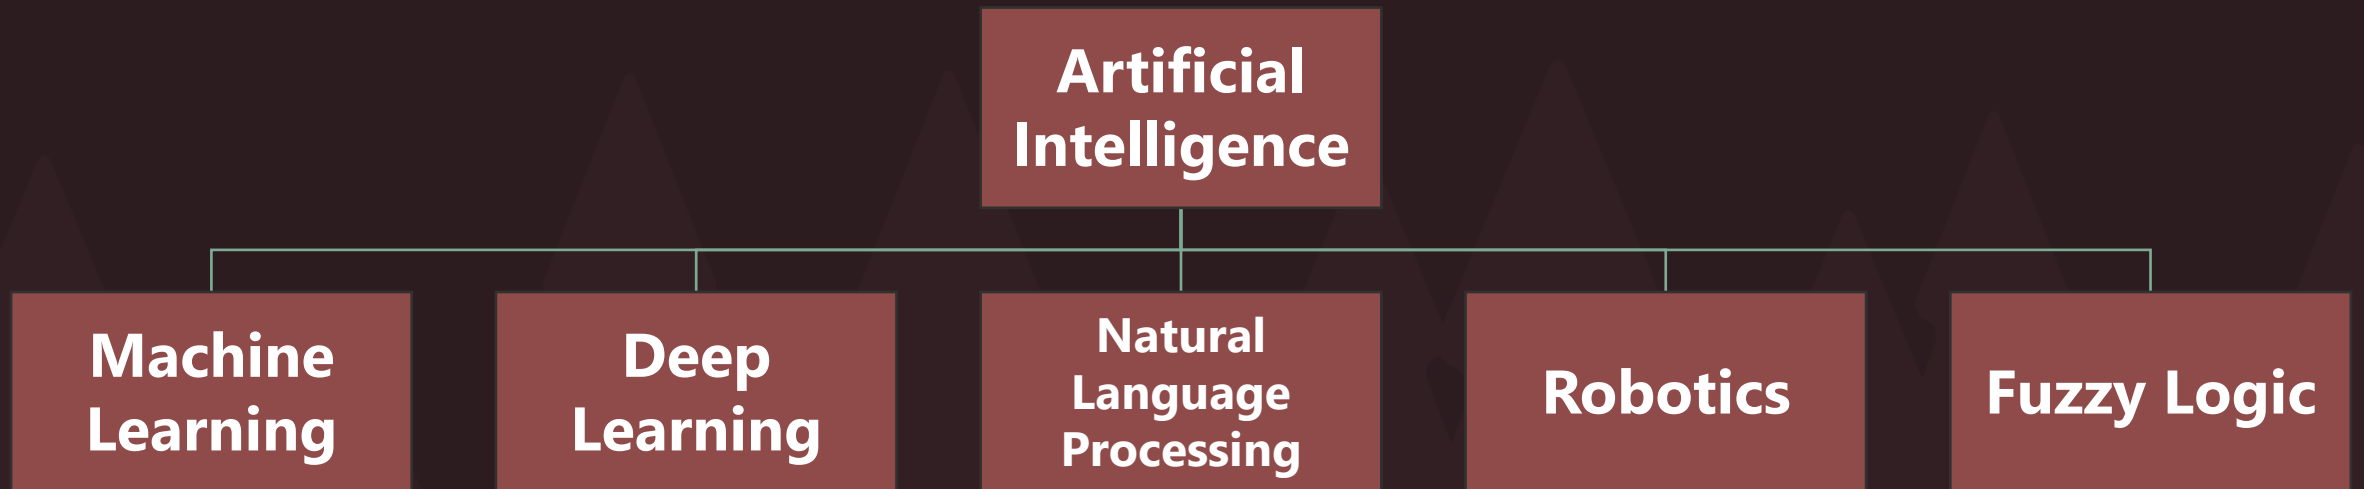 Artificial
Intelligence
Machine
Learning
Deep
Learning
Natural
Language
Processing
Robotics
Fuzzy Logic